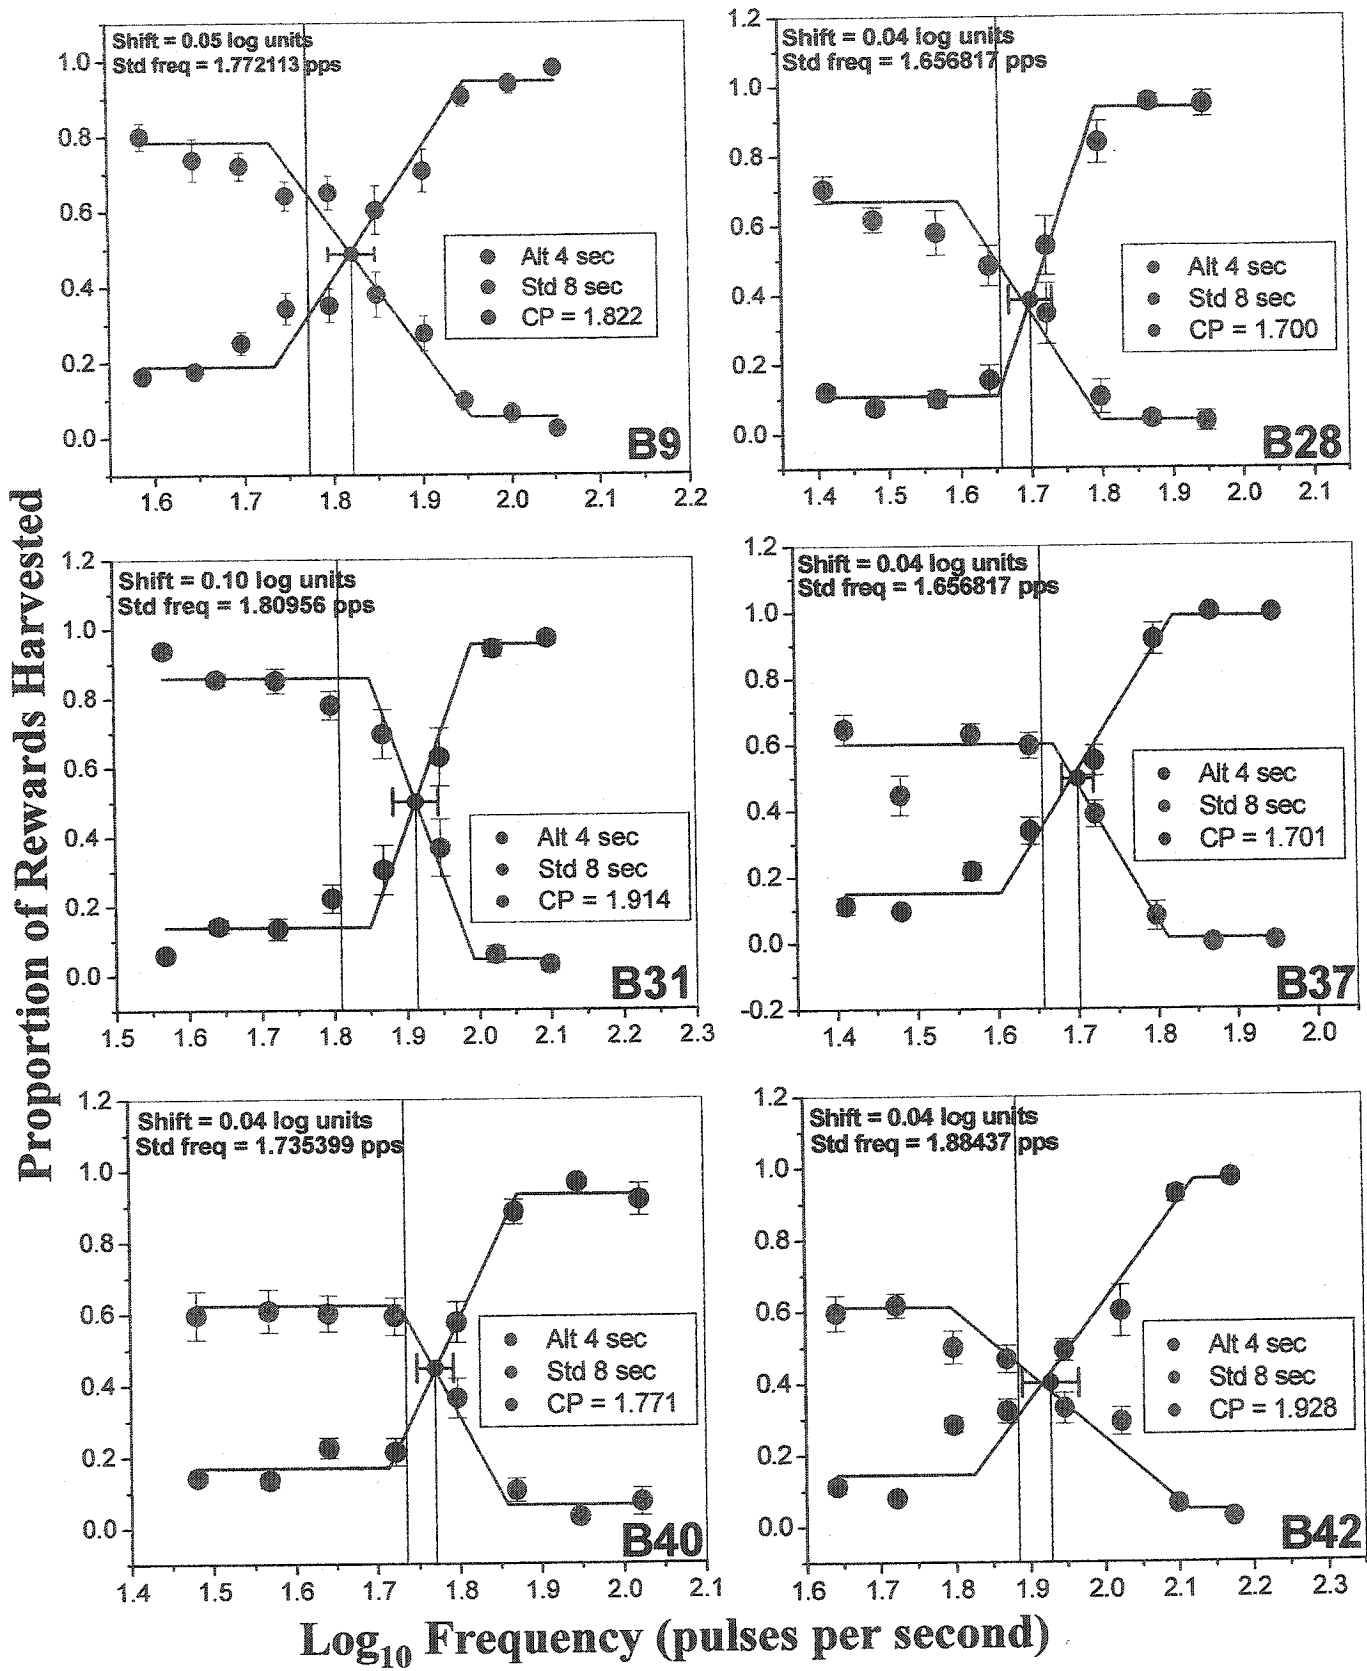 Proportion of Rewards Harvested
Shift = 0.05 log units
Std freq = 1.772113 pps
1.0
0.8
0.6
0.4
0.2
0.0
Alt 4 sec
Std 8 sec
CP = 1.822
B9
1.6 1.7 1.8 1.9 2.0 2.1 2.2
Shift = 0.04 log units
Std freq = 1.656817 pps
1.2
1.0
0.8
0.6
0.4
0.2
0.0
Alt 4 sec
Std 8 sec
CP = 1.700
B28
1.4 1.5 1.6 1.7 1.8 1.9 2.0 2.1
Shift = 0.10 log units
Std freq = 1.80956 pps
1.2
1.0
0.8
0.6
0.4
0.2
0.0
Alt 4 sec
Std 8 sec
CP = 1.914
B31
1.5 1.6 1.7 1.8 1.9 2.0 2.1 2.2 2.3
Shift = 0.04 log units
Std freq = 1.656817 pps
1.2
1.0
0.8
0.6
0.4
0.2
0.0
-0.2
Alt 4 sec
Std 8 sec
CP = 1.701
B37
1.4 1.5 1.6 1.7 1.8 1.9 2.0
Shift = 0.04 log units
Std freq = 1.735399 pps
1.2
1.0
0.8
0.6
0.4
0.2
0.0
Alt 4 sec
Std 8 sec
CP = 1.771
B40
1.4 1.5 1.6 1.7 1.8 1.9 2.0 2.1
Shift = 0.04 log units
Std freq = 1.88437 pps
1.2
1.0
0.8
0.6
0.4
0.2
0.0
Alt 4 sec
Std 8 sec
CP = 1.928
B42
1.6 1.7 1.8 1.9 2.0 2.1 2.2 2.3
Log10 Frequency (pulses per second)